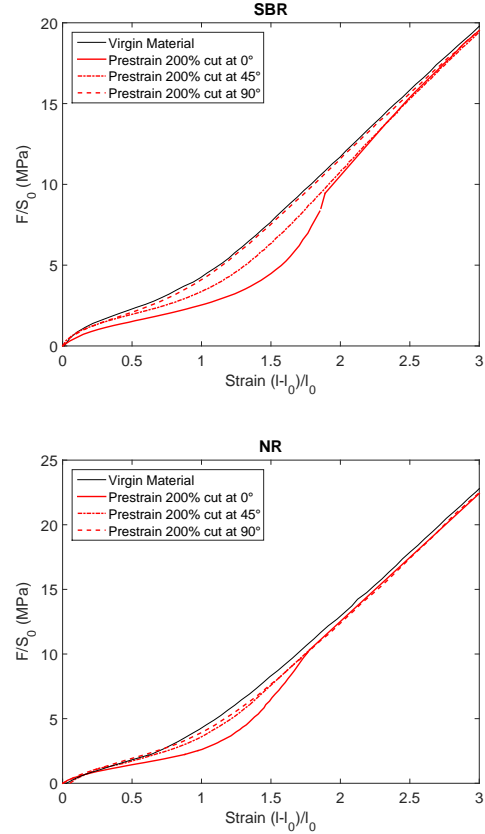 SBR
Virgin Material
Prestrain 200% cut at 0°
Prestrain 200% cut at 45°
Prestrain 200% cut at 90°
F/S0 (MPa)
20
15
10
5
0
0 0.5 1 1.5 2 2.5 3
Strain (l-l0)/l0
NR
Virgin Material
Prestrain 200% cut at 0°
Prestrain 200% cut at 45°
Prestrain 200% cut at 90°
F/S0 (MPa)
25
20
15
10
5
0
0 0.5 1 1.5 2 2.5 3
Strain (l-l0)/l0